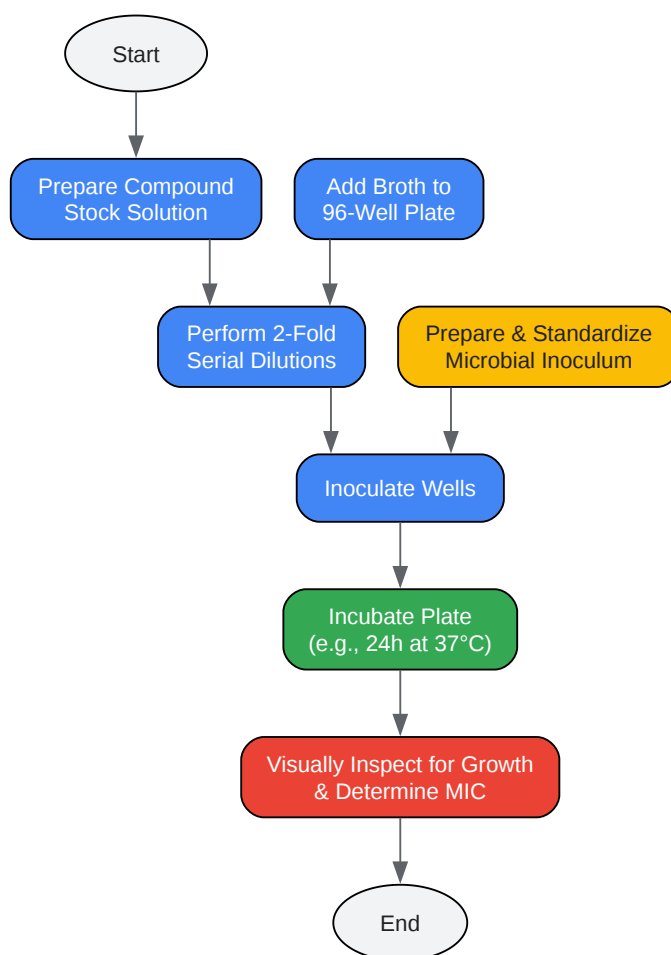 Start
Prepare Compound
Stock Solution
Add Broth to
96-Well Plate
Perform 2-Fold
Serial Dilutions
Prepare & Standardize
Microbial Inoculum
Inoculate Wells
Incubate Plate
(e.g., 24h at 37°C)
Visually Inspect for Growth
& Determine MIC
End